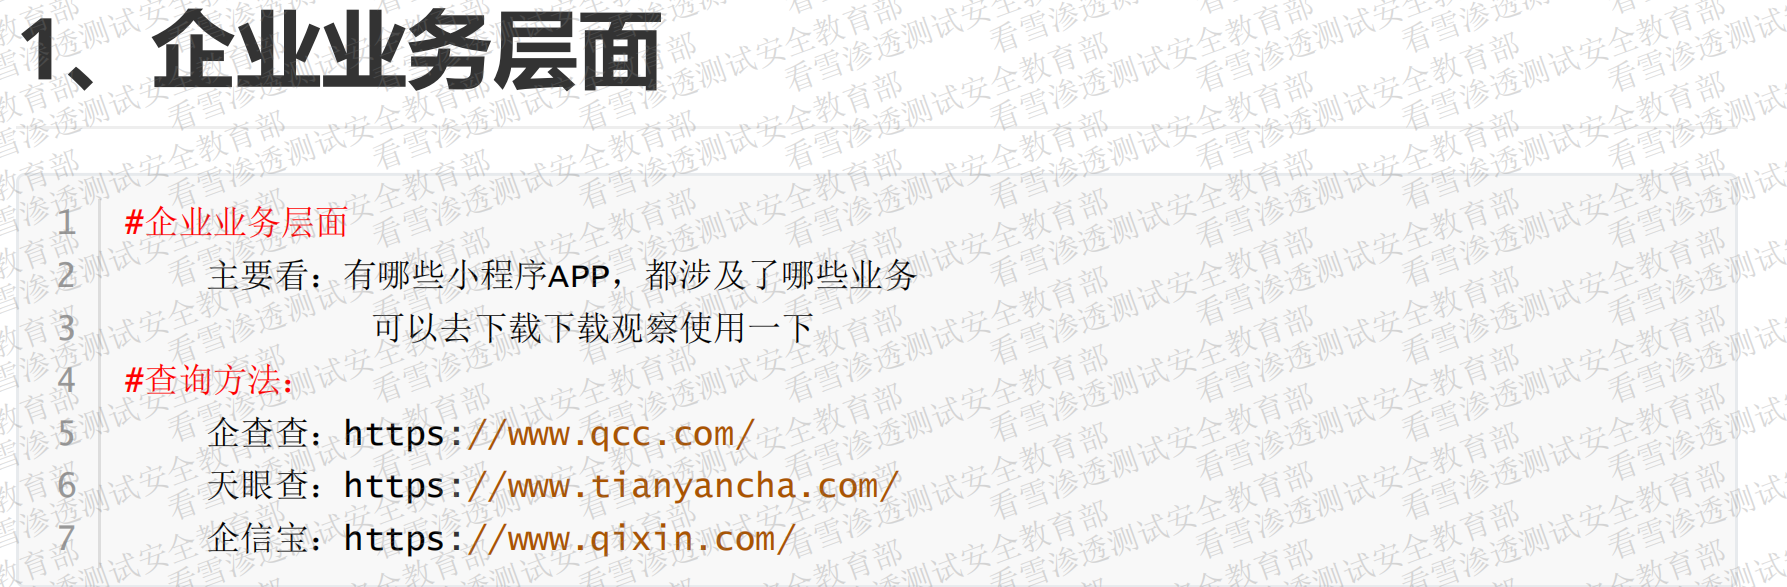 1、企业业务层面
1 #企业业务层面
2 主要看：有哪些小程序APP，都涉及了哪些业务
3 可以去下载下载观察使用一下
4 #查询方法：
5 企查查：https://www.qcc.com/
6 天眼查：https://www.tianyancha.com/
7 企信宝：https://www.qixin.com/
看雪渗透测试安全教育部